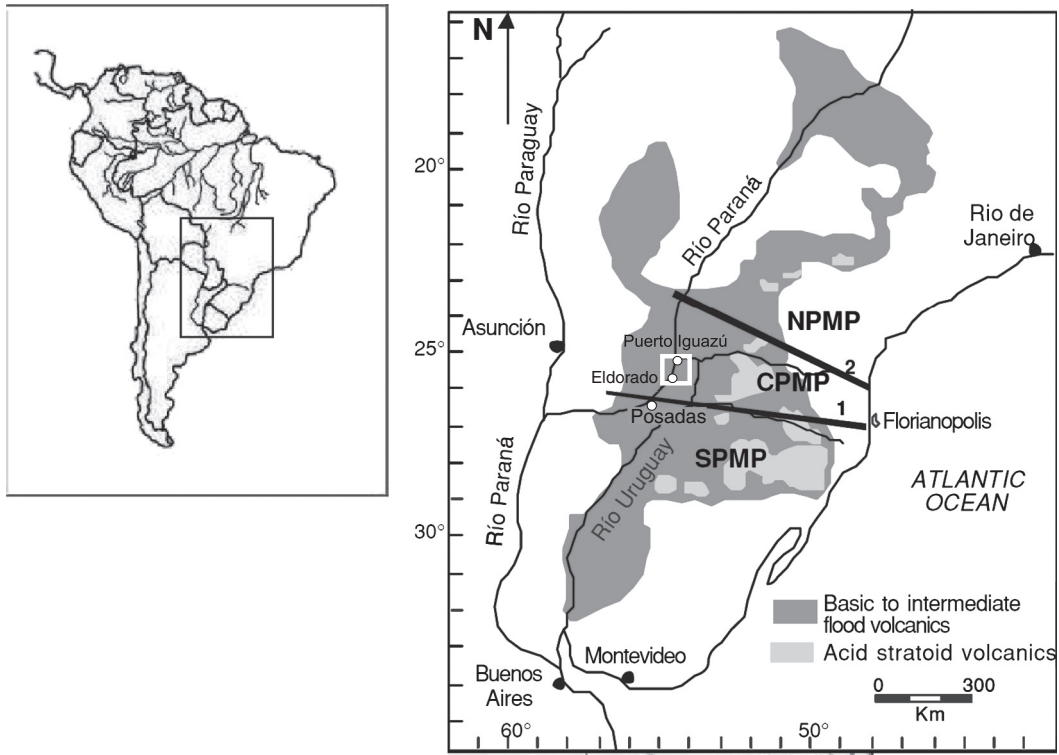 N
Río Paraguay
20°
Río Paraná
Rio de
Janeiro
NPMP
Asunción
Puerto Iguazú
25°
2
Eldorado
CPMP
1
Posadas
Florianopolis
SPMP
Río Uruguay
Río Paraná
ATLANTIC
OCEAN
30°
Basic to intermediate
flood volcanics
Acid stratoid volcanics
Montevideo
Buenos
Aires
0 300
Km
60° 50°